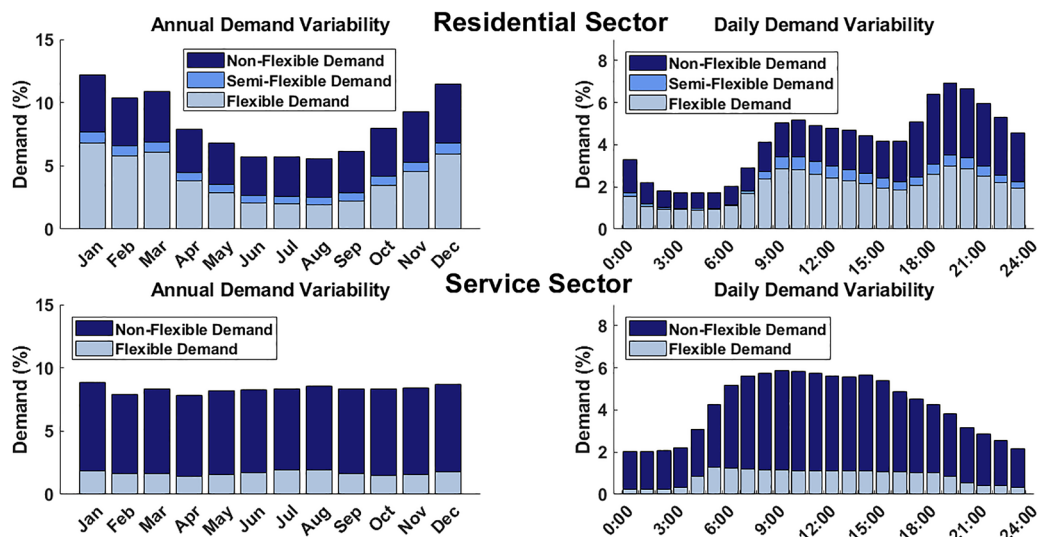 Residential Sector
Annual Demand Variability
Demand (%)
15
10
5
0
Non-Flexible Demand
Semi-Flexible Demand
Flexible Demand
Jan Feb Mar Apr May Jun Jul Aug Sep Oct Nov Dec
Daily Demand Variability
Demand (%)
8
6
4
2
0
Non-Flexible Demand
Semi-Flexible Demand
Flexible Demand
0:00 3:00 6:00 9:00 12:00 15:00 18:00 21:00 24:00
Service Sector
Annual Demand Variability
Demand (%)
15
10
5
0
Non-Flexible Demand
Flexible Demand
Jan Feb Mar Apr May Jun Jul Aug Sep Oct Nov Dec
Daily Demand Variability
Demand (%)
8
6
4
2
0
Non-Flexible Demand
Flexible Demand
0:00 3:00 6:00 9:00 12:00 15:00 18:00 21:00 24:00